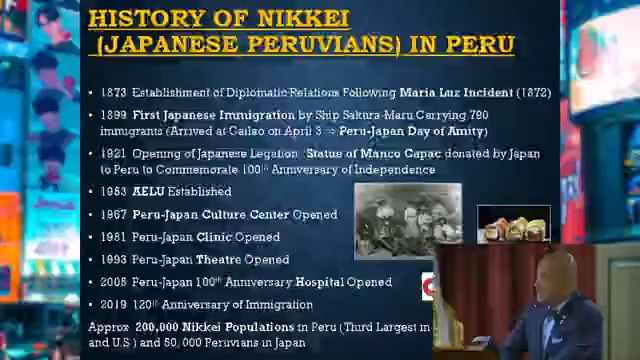 HISTORY OF NIKKEI
(JAPANESE PERUVIANS) IN PERU
• 1873 Establishment of Diplomatic Relations Following Maria Luz Incident (1872)
• 1899 First Japanese Immigration by Ship Sakura-Maru Carrying 790
immigrants (Arrived at Callao on April 3 ⇒ Peru-Japan Day of Amity)
• 1921 Opening of Japanese Legation Statue of Manco Capac donated by Japan
to Peru to Commemorate 100th Anniversary of Independence
• 1953 AELU Established
• 1967 Peru-Japan Culture Center Opened
• 1981 Peru-Japan Clinic Opened
• 1993 Peru-Japan Theatre Opened
• 2005 Peru-Japan 100th Anniversary Hospital Opened
• 2019 120th Anniversary of Immigration
Approx 200,000 Nikkei Populations in Peru (Third Largest in
and U.S) and 50,000 Peruvians in Japan